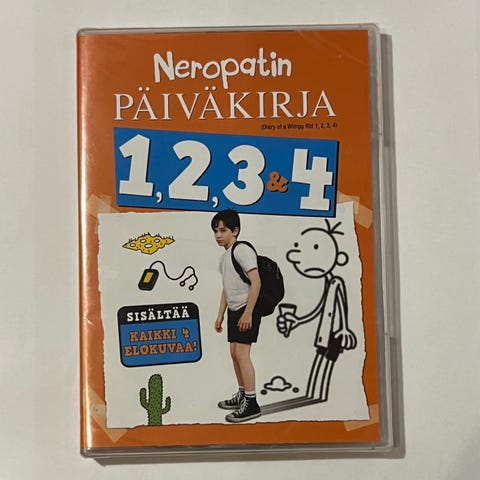 Neropatin
PÄIVÄKIRJA
(Diary of a Wimpy Kid 1, 2, 3, 4)
1, 2, 3 & 4
SISÄLTÄÄ
KAIKKI 4
ELOKUVAA!